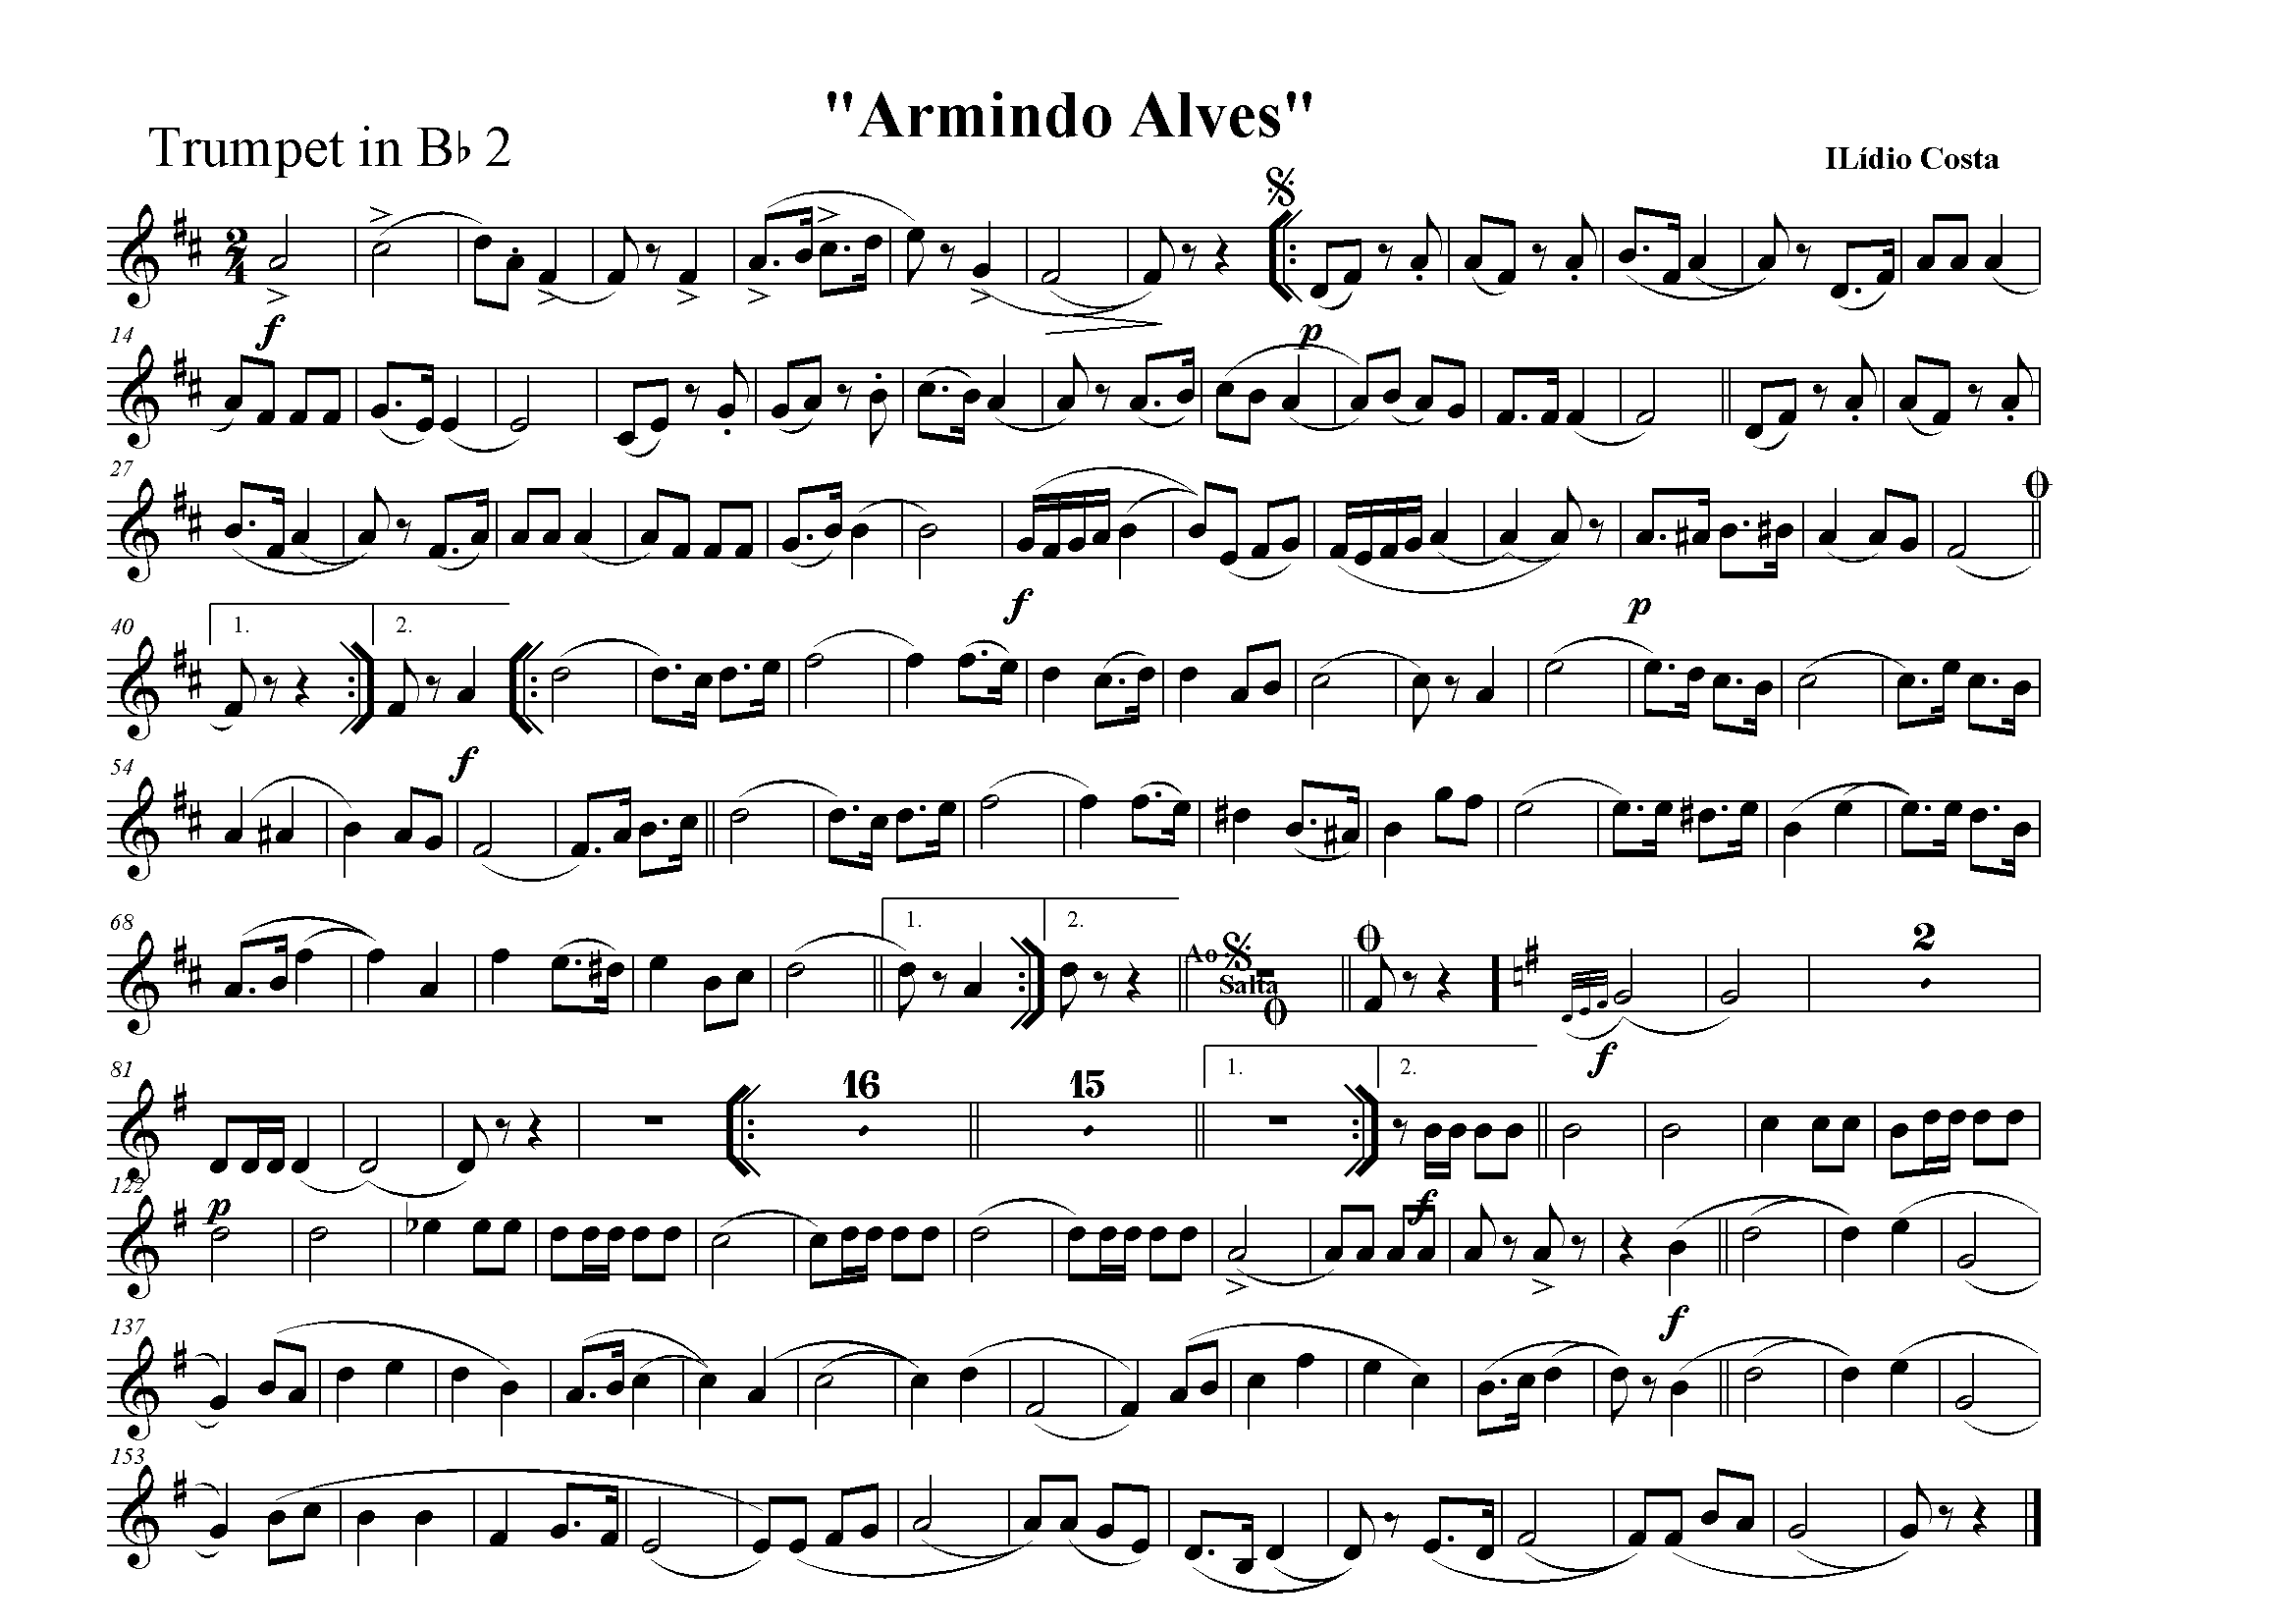 "Armindo Alves"
Trumpet in B♭ 2
ILídio Costa
2
4
f
p
14
27
f
p
40
1.
2.
f
54
68
1.
2.
Ao
Salta
2
f
81
16
15
1.
2.
p
f
122
f
137
153